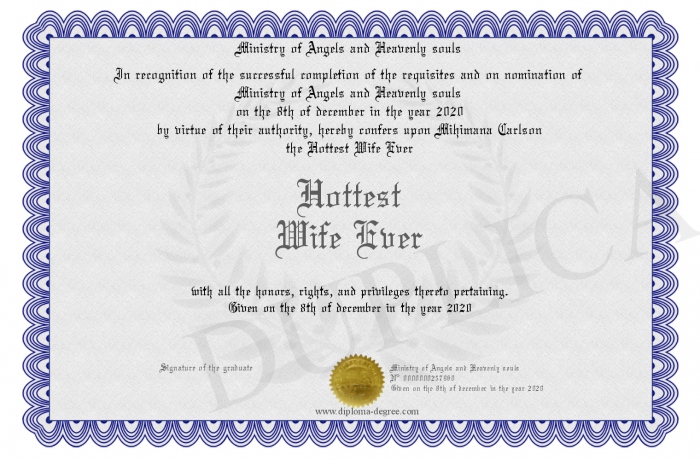 Ministry of Angels and Heavenly souls
In recognition of the successful completion of the requisites and on nomination of
Ministry of Angels and Heavenly souls
on the 8th of december in the year 2020
by virtue of their authority, hereby confers upon Mihimana Carlson
the Hottest Wife Ever
Hottest
Wife Ever
with all the honors, rights, and privileges thereto pertaining.
Given on the 8th of december in the year 2020
Signature of the graduate
Ministry of Angels and Heavenly souls
Given on the 8th of december in the year 2020
www.diploma-degree.com
DUPLICA